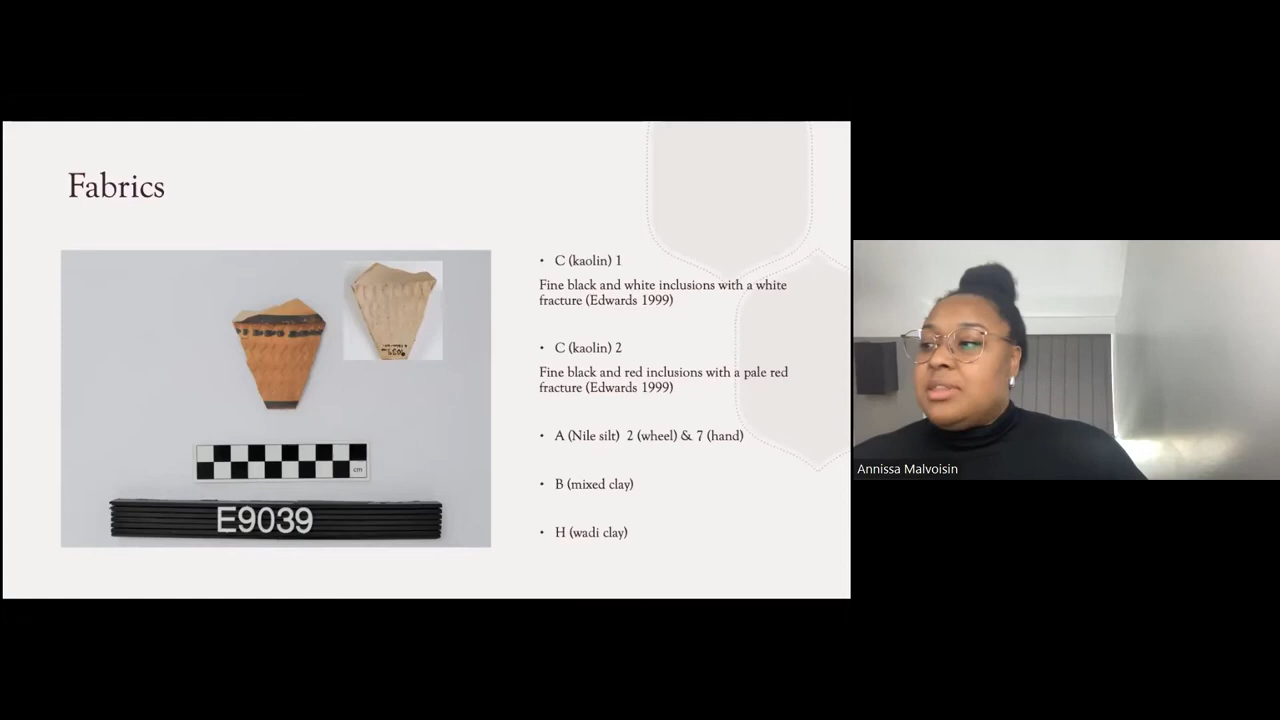 Fabrics
• C (kaolin) 1
Fine black and white inclusions with a white
fracture (Edwards 1999)
• C (kaolin) 2
Fine black and red inclusions with a pale red
fracture (Edwards 1999)
• A (Nile silt)  2 (wheel) & 7 (hand)
• B (mixed clay)
• H (wadi clay)
cm
E9039
Annissa Malvoisin